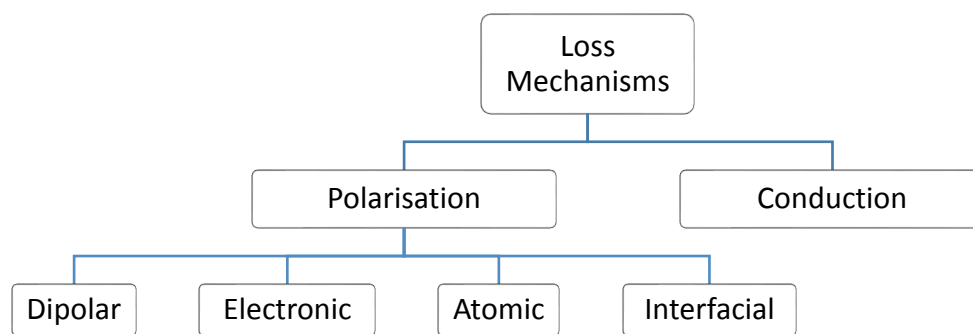 Loss
Mechanisms
Polarisation
Conduction
Dipolar
Electronic
Atomic
Interfacial